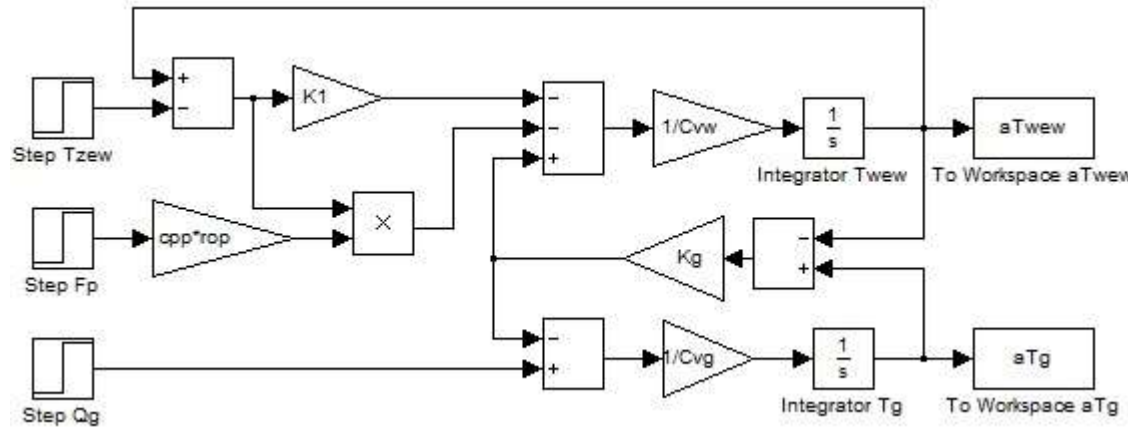 +
−
K1
Step Tzew
−
−
+
1/Cvw
1
s
Integrator Twew
aTwew
To Workspace aTwew
cpp*rop
×
Step Fp
Kg
−
+
−
+
1/Cvg
1
s
Integrator Tg
aTg
To Workspace aTg
Step Qg